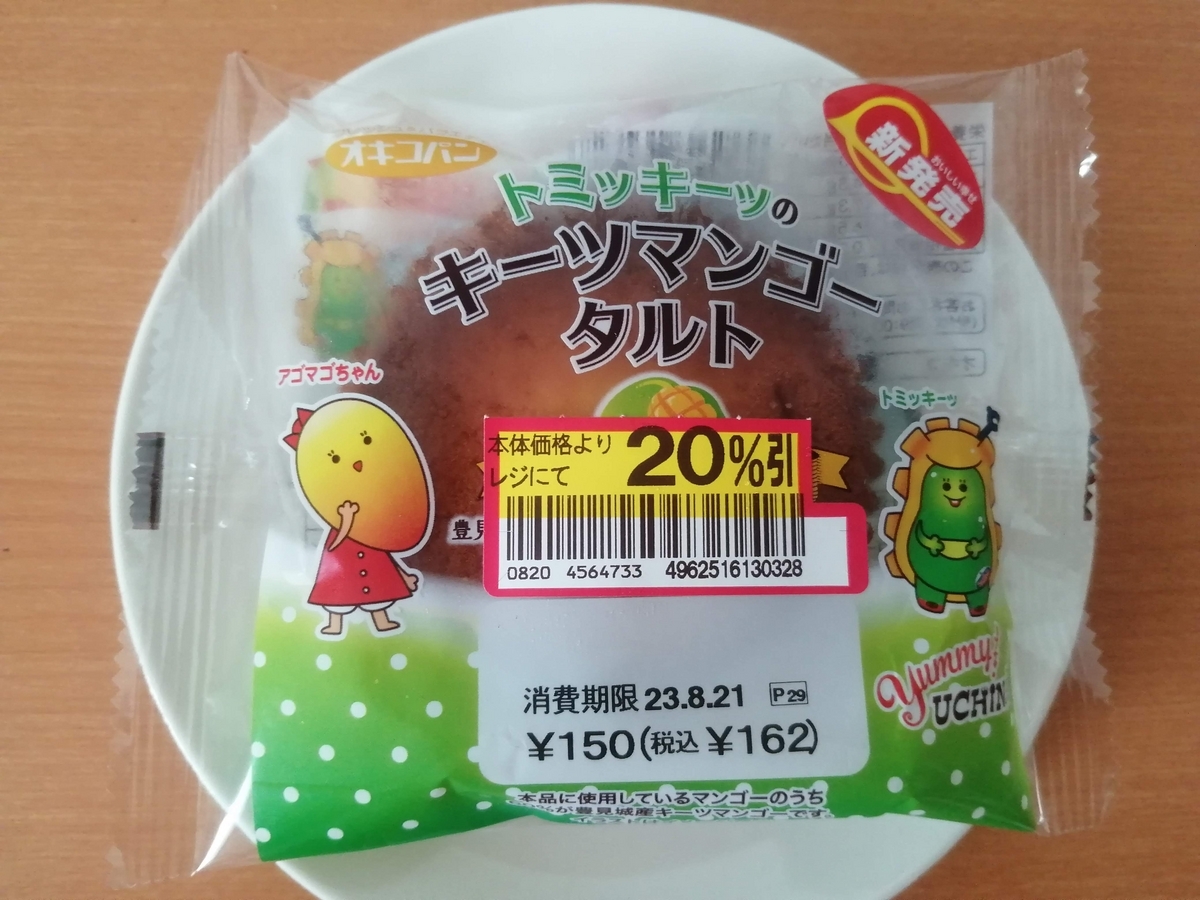 オキコパン
新発売
おいしい幸せ
トミッキーッの
キーツマンゴー
タルト
アゴマゴちゃん
トミッキーッ
本体価格より
レジにて
20%引
豊見
0820 4564733 4962516130328
Yummy
UCHIN
消費期限 23.8.21 P29
¥150(税込 ¥162)
本品に使用しているマンゴーのうち
%が豊見城産キーツマンゴーです。